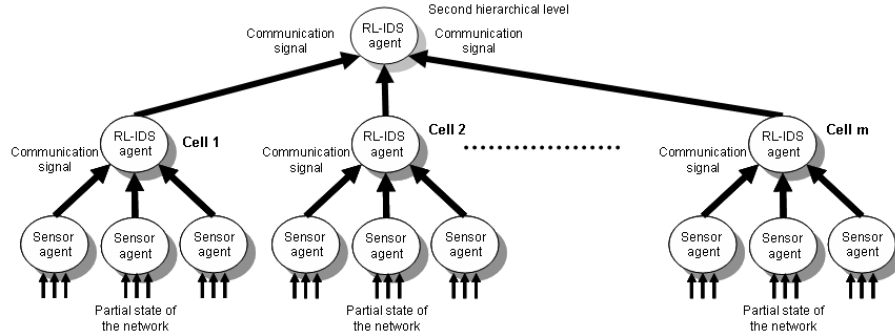 Second hierarchical level
RL-IDS
agent
Communication
signal
Communication
signal
RL-IDS
agent
Cell 1
Communication
signal
RL-IDS
agent
Cell 2
Communication
signal
RL-IDS
agent
Cell m
Communication
signal
Sensor
agent
Sensor
agent
Sensor
agent
Sensor
agent
Sensor
agent
Sensor
agent
Sensor
agent
Sensor
agent
Sensor
agent
Partial state of
the network
Partial state of
the network
Partial state of
the network